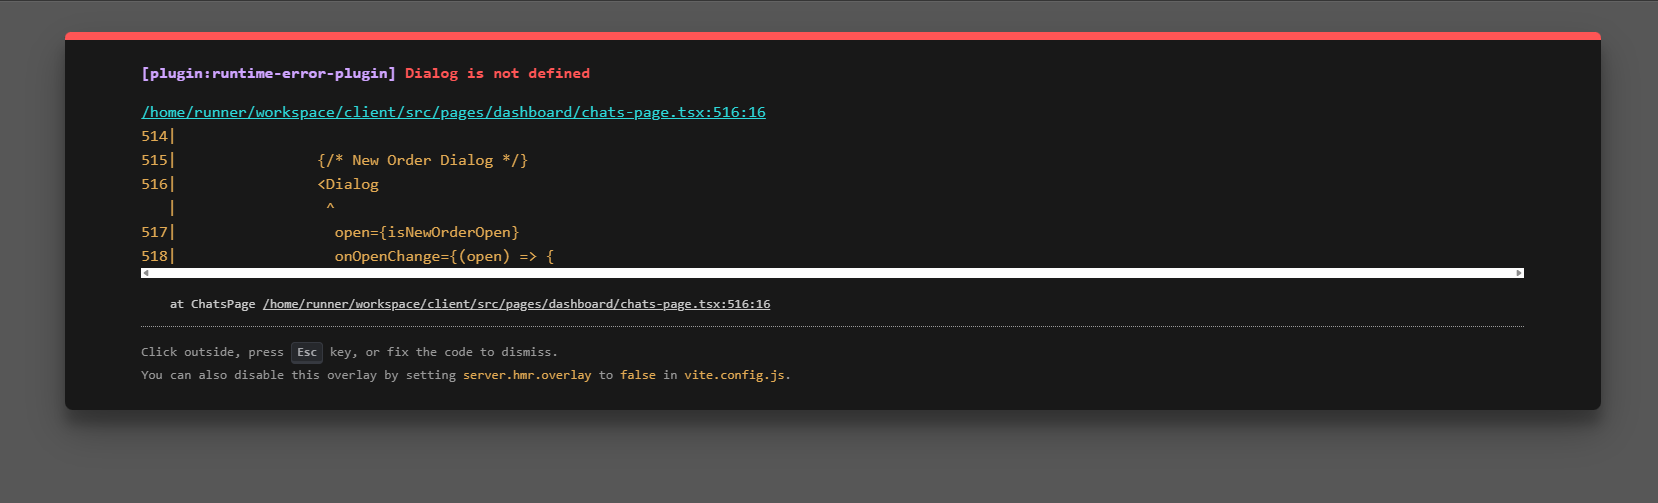 [plugin:runtime-error-plugin] Dialog is not defined
/home/runner/workspace/client/src/pages/dashboard/chats-page.tsx:516:16
514|
515|                {/* New Order Dialog */}
516|                <Dialog
   |                 ^
517|                  open={isNewOrderOpen}
518|                  onOpenChange={(open) => {
at ChatsPage /home/runner/workspace/client/src/pages/dashboard/chats-page.tsx:516:16
Click outside, press Esc key, or fix the code to dismiss.
You can also disable this overlay by setting server.hmr.overlay to false in vite.config.js.